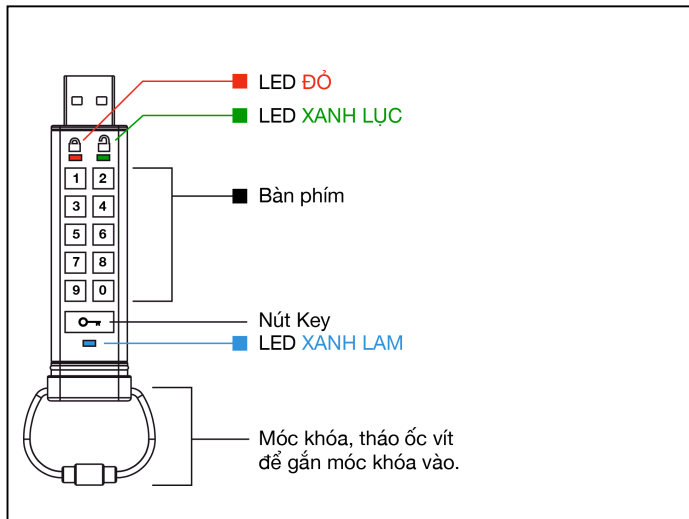 LED ĐỎ
LED XANH LỤC
1 2
3 4
Bàn phím
5 6
7 8
9 0
Nút Key
LED XANH LAM
Móc khóa, tháo ốc vít
để gắn móc khóa vào.